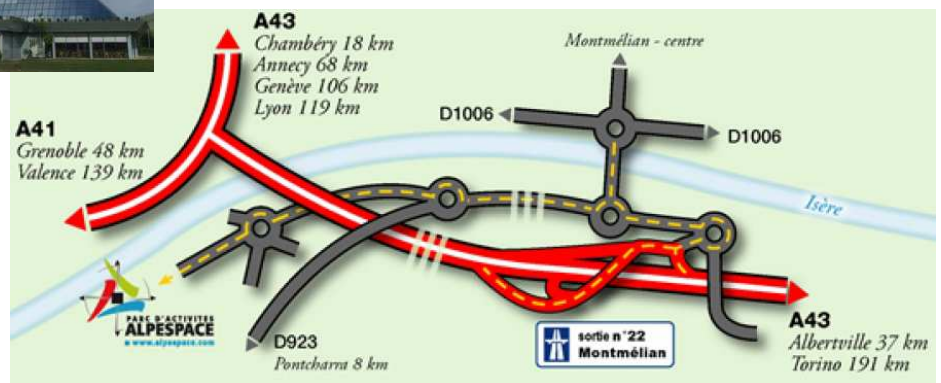 A43
Chambéry 18 km
Annecy 68 km
Genève 106 km
Lyon 119 km
Montmélian - centre
D1006
D1006
A41
Grenoble 48 km
Valence 139 km
Isère
PARC D'ACTIVITES
ALPESPACE
www.alpespace.com
D923
Pontcharra 8 km
sortie n°22
Montmélian
A43
Albertville 37 km
Torino 191 km